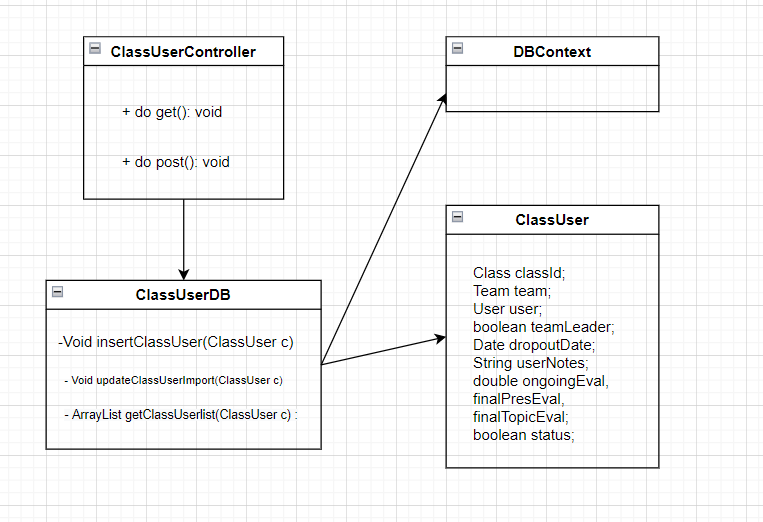 ClassUserController
+ do get(): void
+ do post(): void
DBContext
ClassUserDB
-Void insertClassUser(ClassUser c)
- Void updateClassUserImport(ClassUser c)
- ArrayList getClassUserlist(ClassUser c) :
ClassUser
Class classId;
Team team;
User user;
boolean teamLeader;
Date dropoutDate;
String userNotes;
double ongoingEval,
finalPresEval,
finalTopicEval;
boolean status;